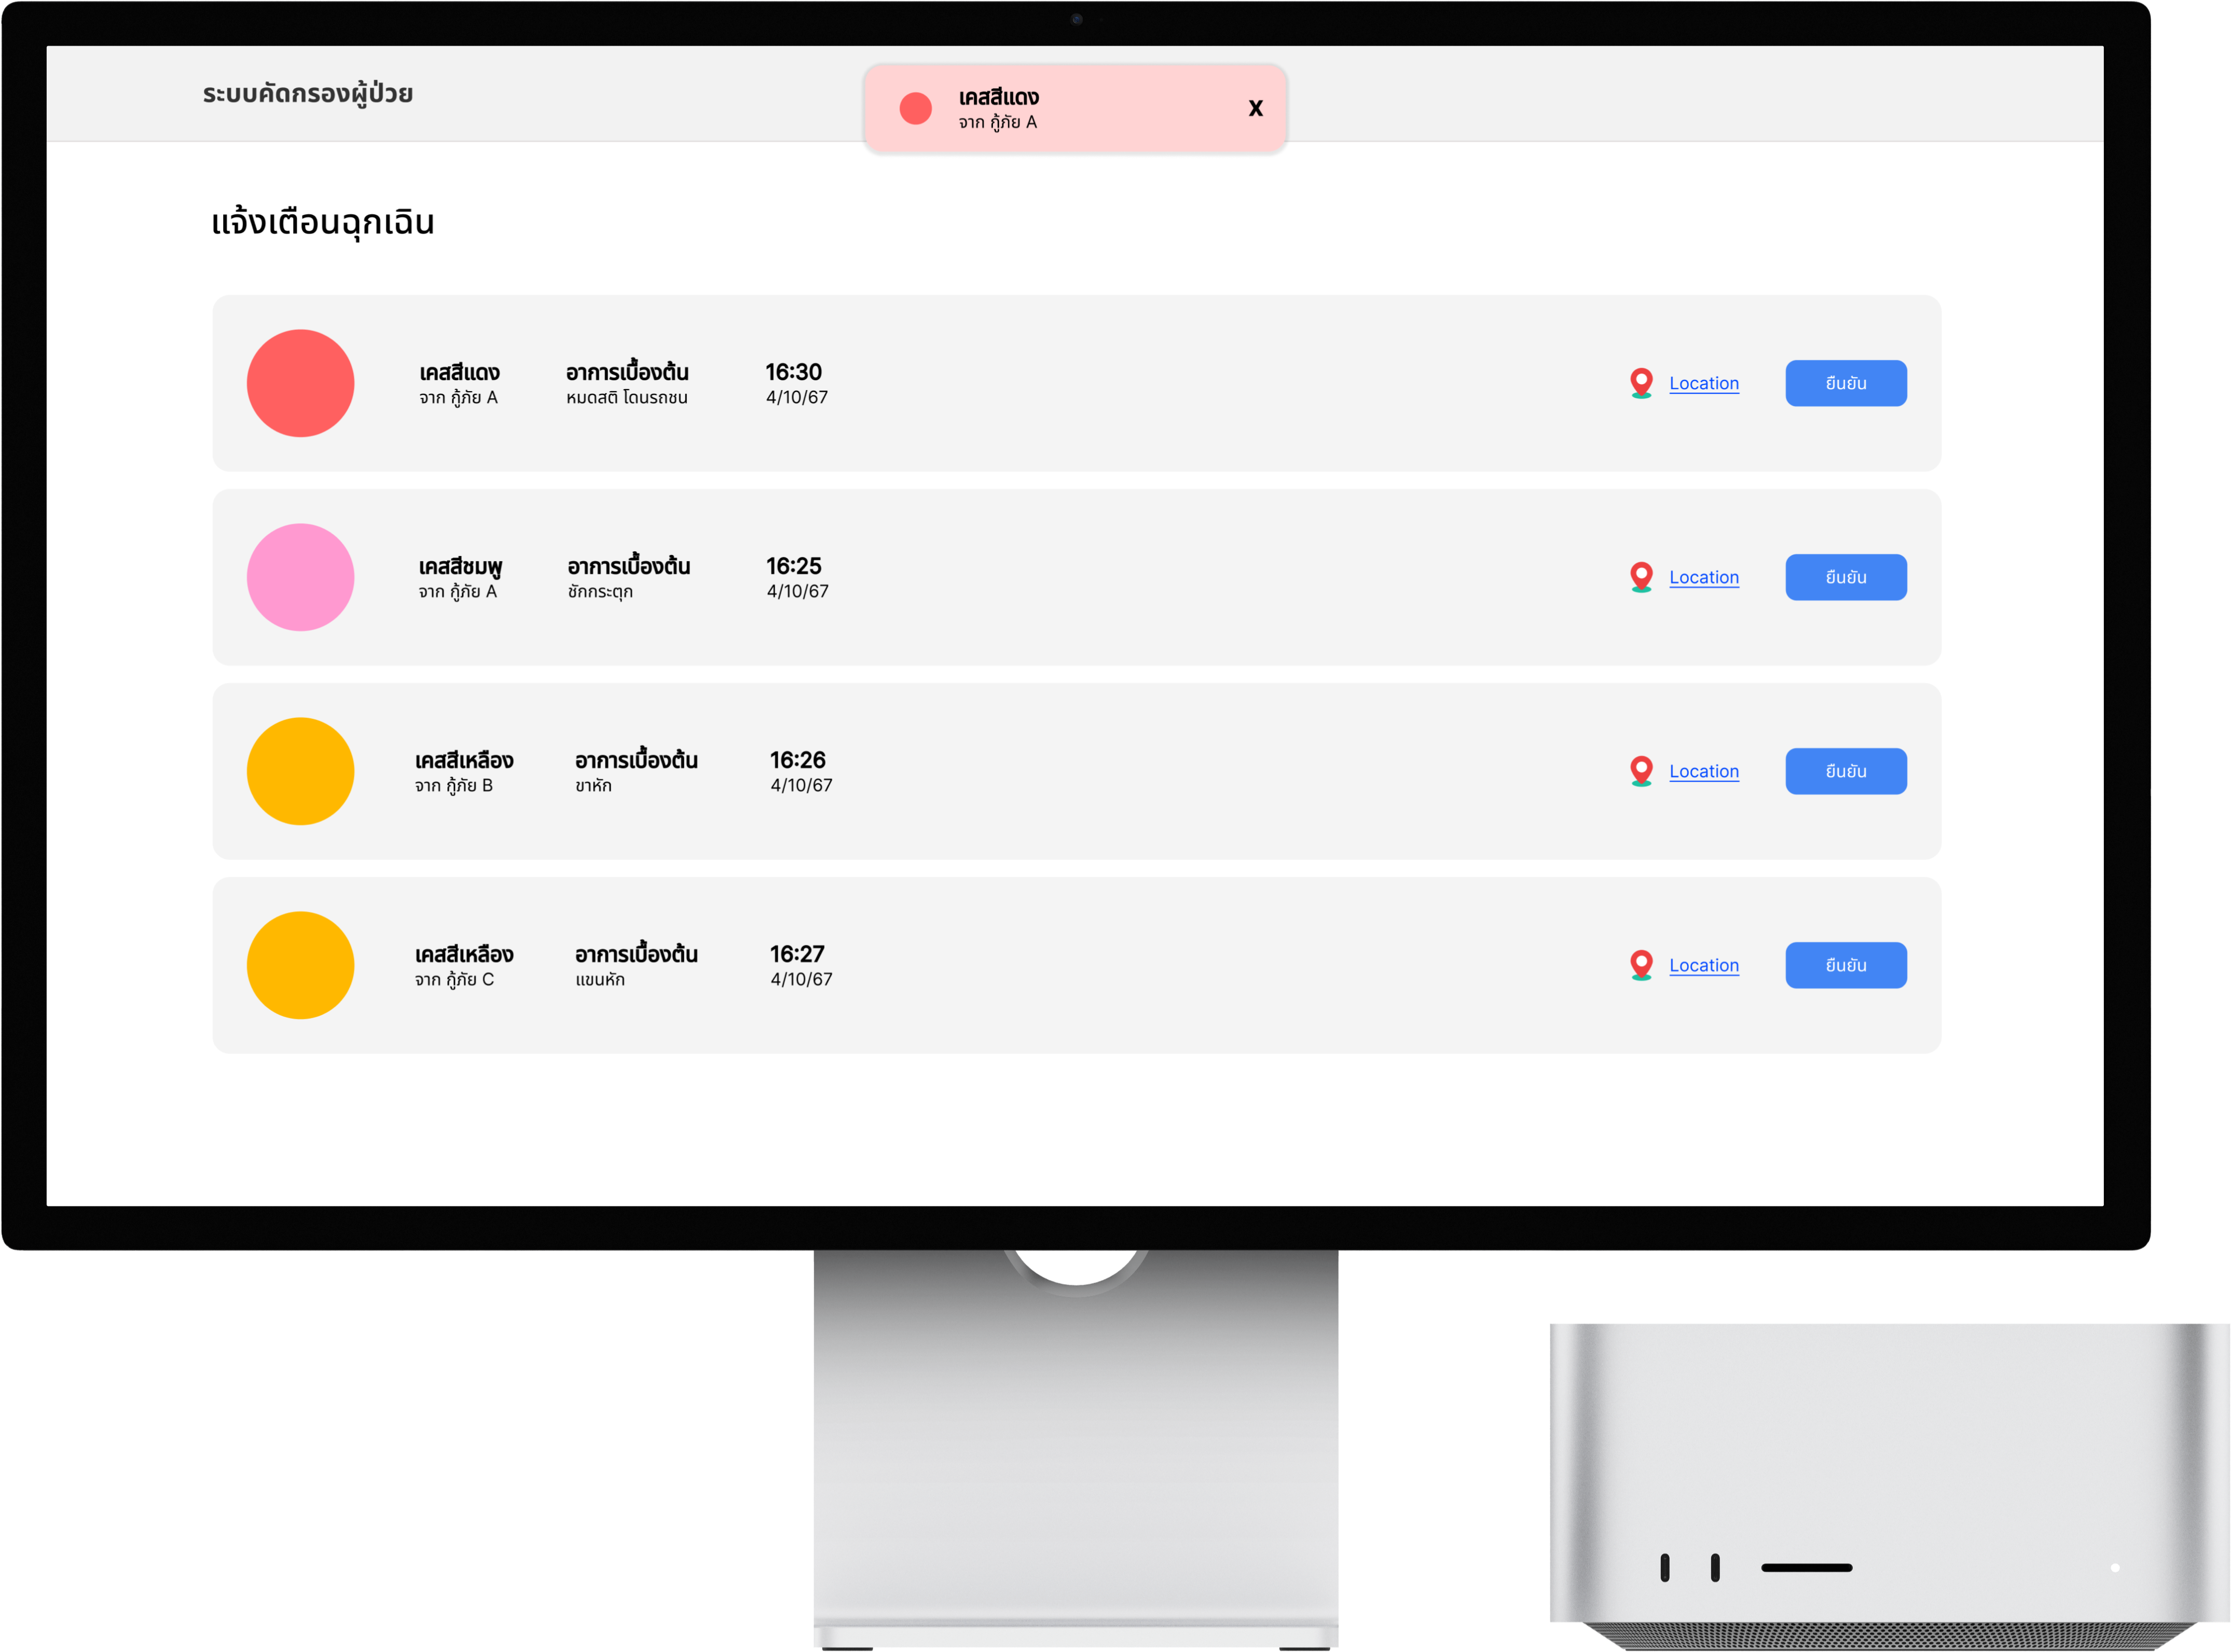 ระบบคัดกรองผู้ป่วย
เคสสีแดง
จาก กู้ภัย A
X
แจ้งเตือนฉุกเฉิน
เคสสีแดง อาการเบื้องต้น 16:30
จาก กู้ภัย A หมดสติ โดนรถชน 4/10/67
Location ยืนยัน
เคสสีชมพู อาการเบื้องต้น 16:25
จาก กู้ภัย A ชักกระตุก 4/10/67
Location ยืนยัน
เคสสีเหลือง อาการเบื้องต้น 16:26
จาก กู้ภัย B ขาหัก 4/10/67
Location ยืนยัน
เคสสีเหลือง อาการเบื้องต้น 16:27
จาก กู้ภัย C แขนหัก 4/10/67
Location ยืนยัน